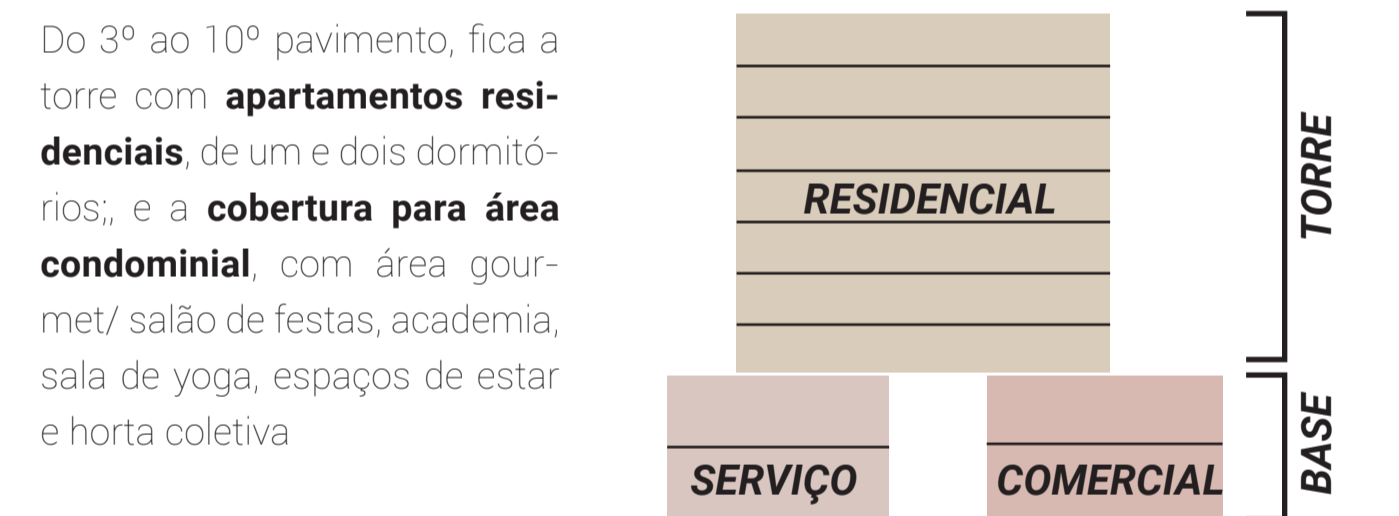 Do 3º ao 10º pavimento, fica a
torre com apartamentos resi-
denciais, de um e dois dormitó-
rios;, e a cobertura para área
condominial, com área gour-
met/ salão de festas, academia,
sala de yoga, espaços de estar
e horta coletiva
RESIDENCIAL
TORRE
SERVIÇO
COMERCIAL
BASE